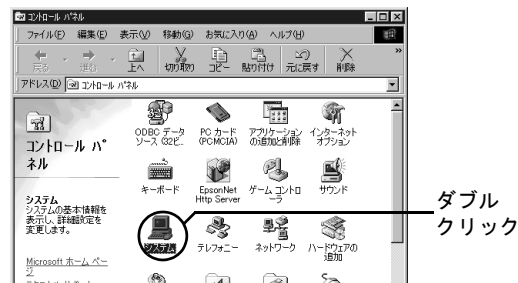 コントロール パネル
ファイル(F) 編集(E) 表示(V) 移動(G) お気に入り(A) ヘルプ(H)
戻る 進む 上へ 切り取り コピー 貼り付け 元に戻す 削除 »
アドレス(D) コントロール パネル
コントロール パ
ネル
システム
システムの基本情報を
表示し、詳細設定を
変更します。
Microsoft ホーム ペー
ジ
ODBC データ
ソース (32ビ...
PC カード
(PCMCIA)
アプリケーション
の追加と削除
インターネット
オプション
キーボード
EpsonNet
Http Server
ゲーム コントロ
ーラ
サウンド
システム
テレフォニー
ネットワーク
ハードウェアの
追加
ダブル
クリック